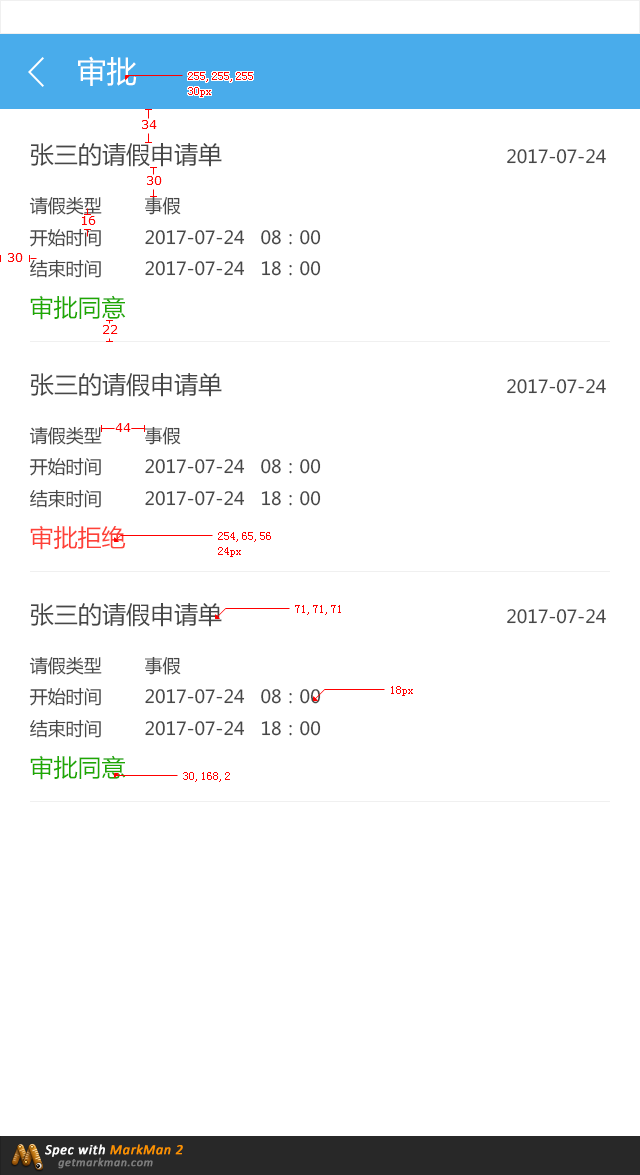 审批
255, 255, 255
30px
34
张三的请假申请单 2017-07-24
30
请假类型 事假
16
开始时间 2017-07-24 08：00
30
结束时间 2017-07-24 18：00
审批同意
22
张三的请假申请单 2017-07-24
请假类型 44 事假
开始时间 2017-07-24 08：00
结束时间 2017-07-24 18：00
审批拒绝 254, 65, 56
24px
张三的请假申请单 71, 71, 71 2017-07-24
请假类型 事假
开始时间 2017-07-24 08：00 18px
结束时间 2017-07-24 18：00
审批同意 30, 168, 2
Spec with MarkMan 2
getmarkman.com